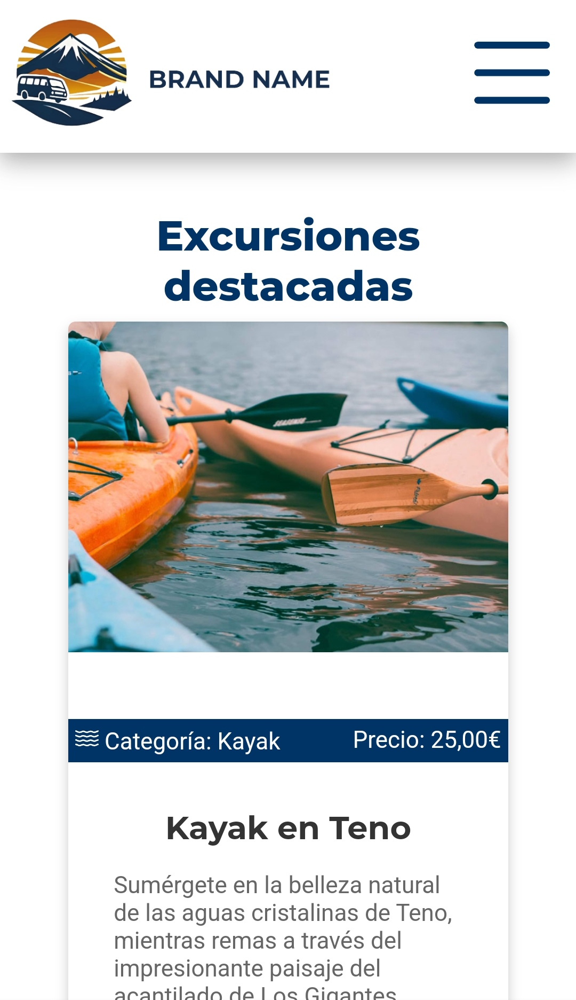 BRAND NAME
Excursiones
destacadas
SEASENSE
Categoría: Kayak
Precio: 25,00€
Kayak en Teno
Sumérgete en la belleza natural
de las aguas cristalinas de Teno,
mientras remas a través del
impresionante paisaje del
acantilado de Los Gigantes